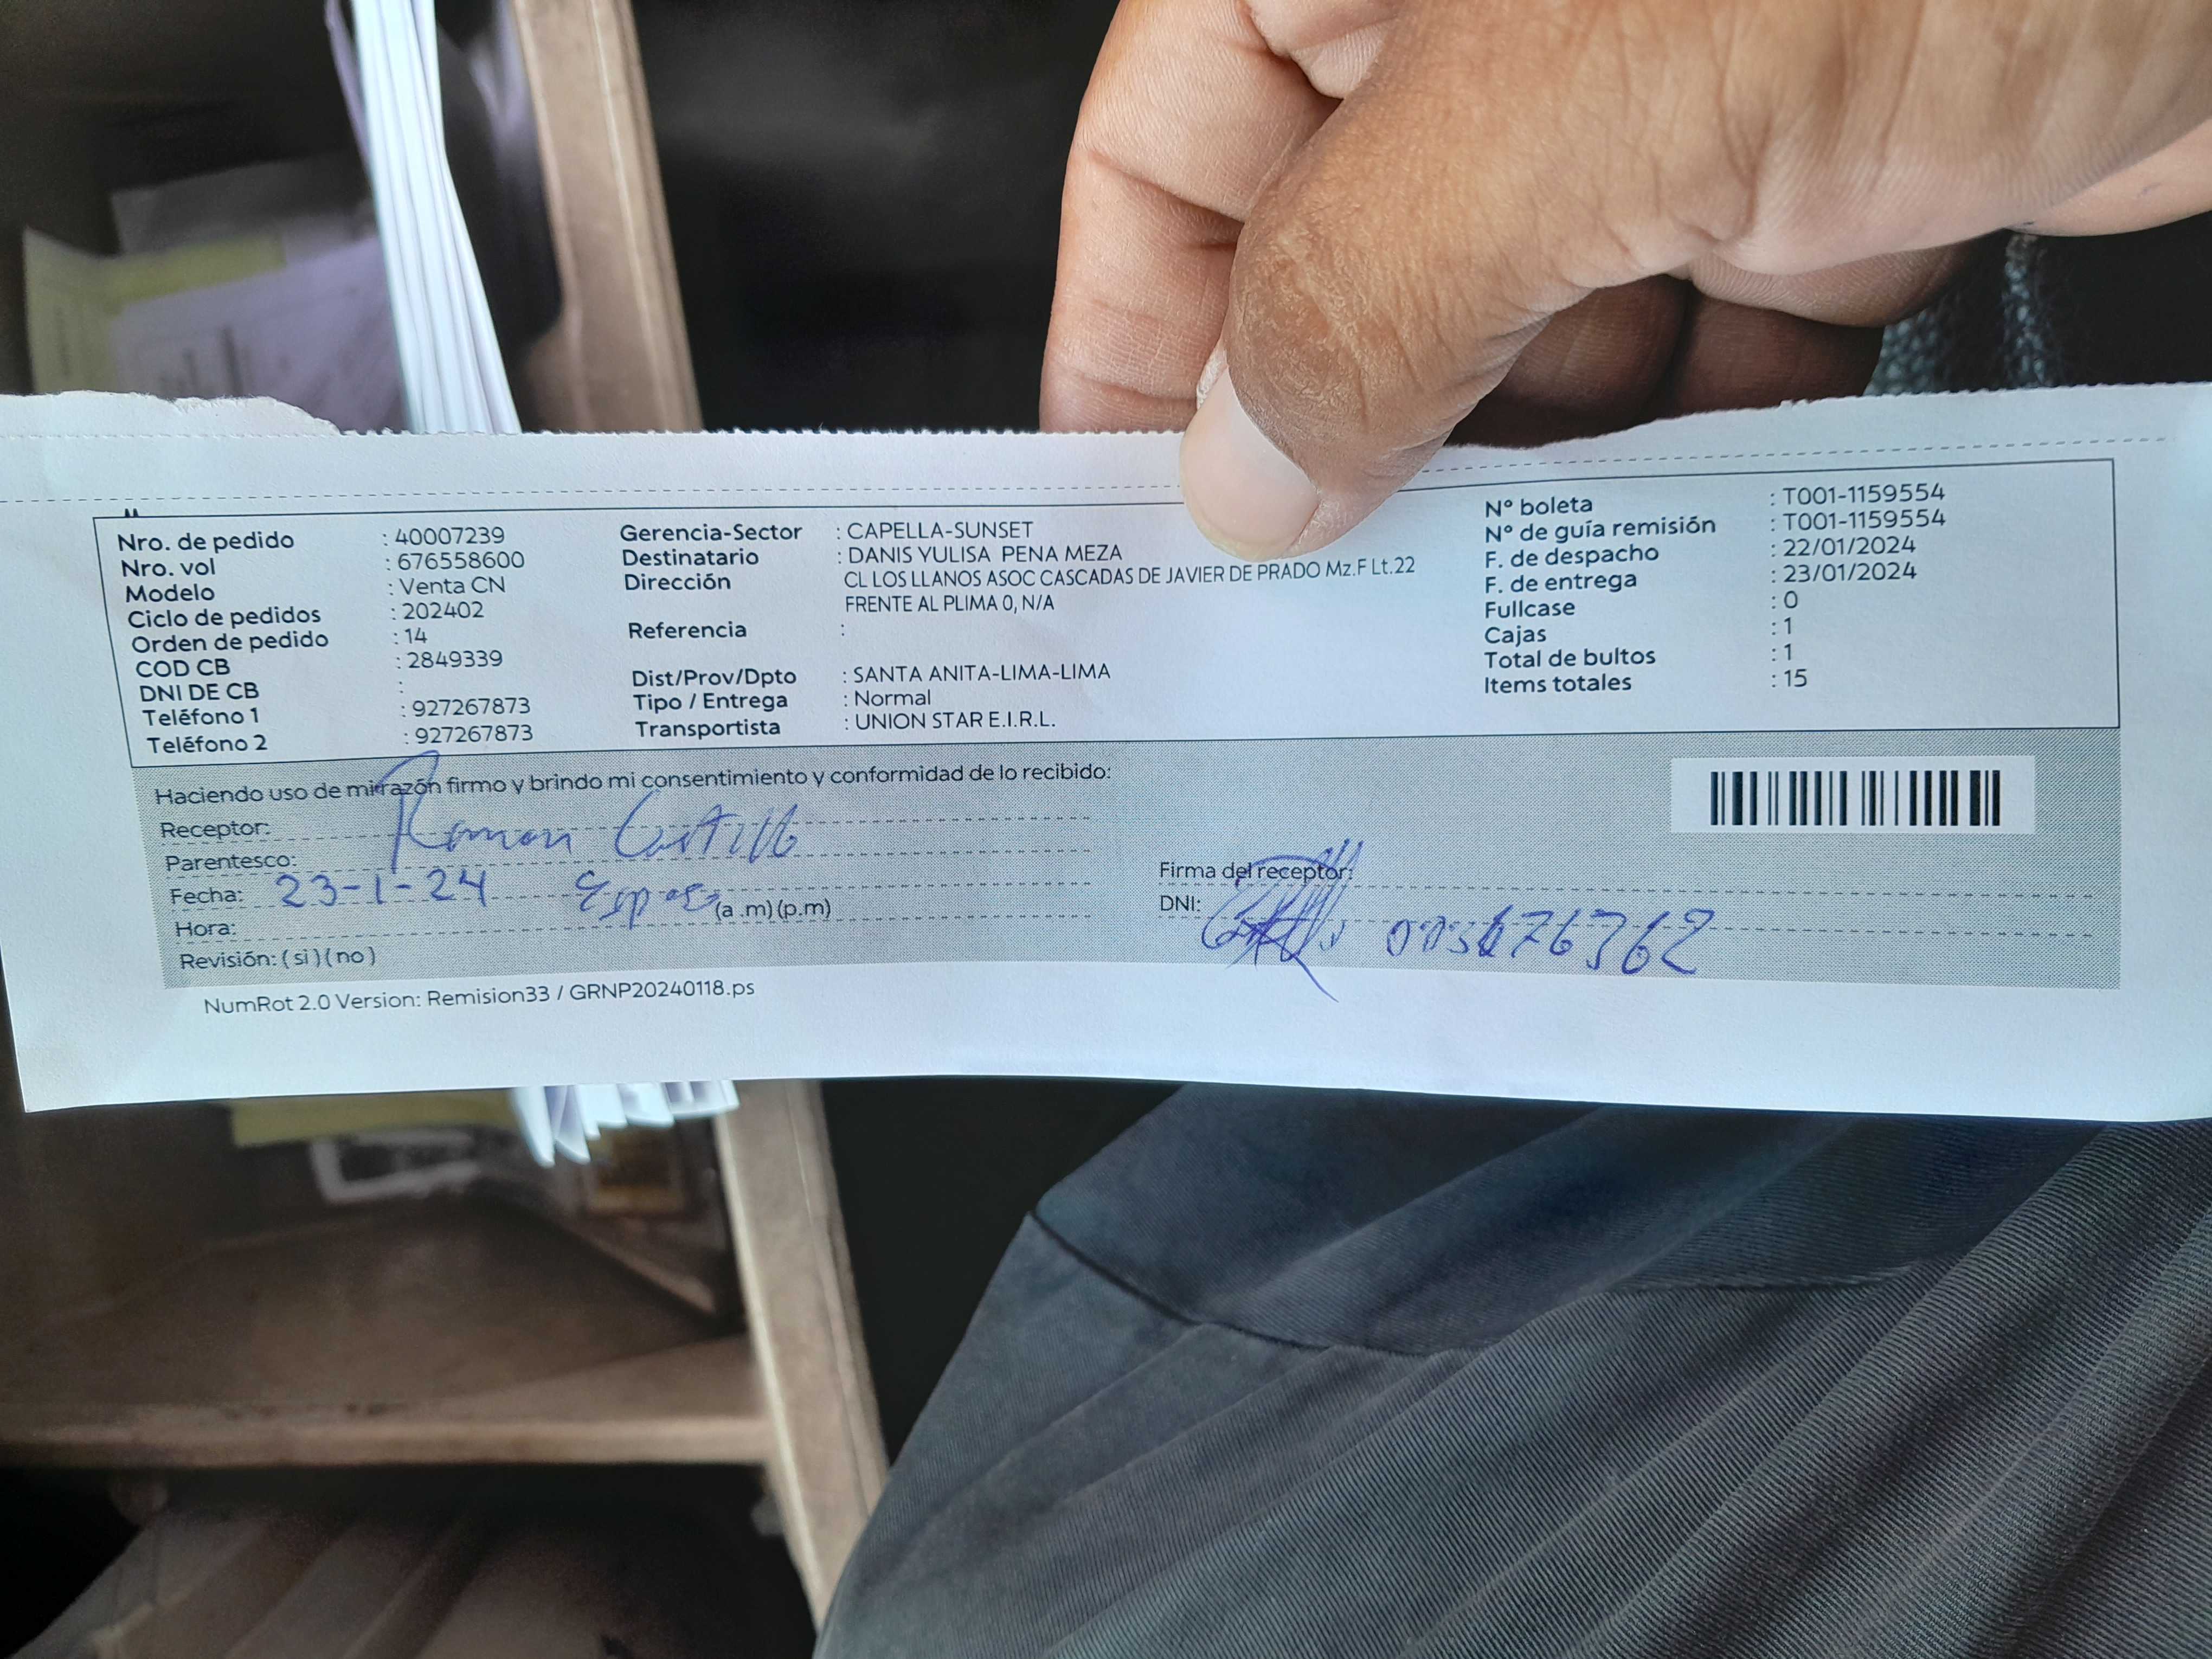 Nro. de pedido : 40007239
Nro. vol : 676558600
Modelo : Venta CN
Ciclo de pedidos : 202402
Orden de pedido : 14
COD CB : 2849339
DNI DE CB :
Teléfono 1 : 927267873
Teléfono 2 : 927267873
Gerencia-Sector : CAPELLA-SUNSET
Destinatario : DANIS YULISA PENA MEZA
Dirección : CL LOS LLANOS ASOC CASCADAS DE JAVIER DE PRADO Mz.F Lt.22
FRENTE AL PLIMA 0, N/A
Referencia :
Dist/Prov/Dpto : SANTA ANITA-LIMA-LIMA
Tipo / Entrega : Normal
Transportista : UNION STAR E.I.R.L.
Nº boleta : T001-1159554
Nº de guía remisión : T001-1159554
F. de despacho : 22/01/2024
F. de entrega : 23/01/2024
Fullcase : 0
Cajas : 1
Total de bultos : 1
Items totales : 15
Haciendo uso de mi razón firmo y brindo mi consentimiento y conformidad de lo recibido:
Receptor: Ramon Castillo
Parentesco:
Fecha: 23-1-24 Esposo
Hora: (a .m) (p.m)
Revisión: ( si ) ( no )
Firma del receptor:
DNI:
NumRot 2.0 Version: Remision33 / GRNP20240118.ps